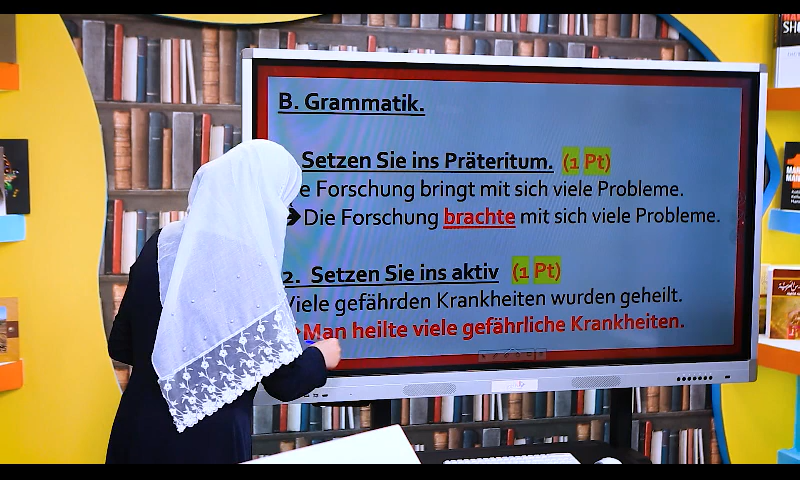 B. Grammatik.
Setzen Sie ins Präteritum. (1 Pt)
e Forschung bringt mit sich viele Probleme.
Die Forschung brachte mit sich viele Probleme.
2. Setzen Sie ins aktiv (1 Pt)
Viele gefährden Krankheiten wurden geheilt.
Man heilte viele gefährliche Krankheiten.